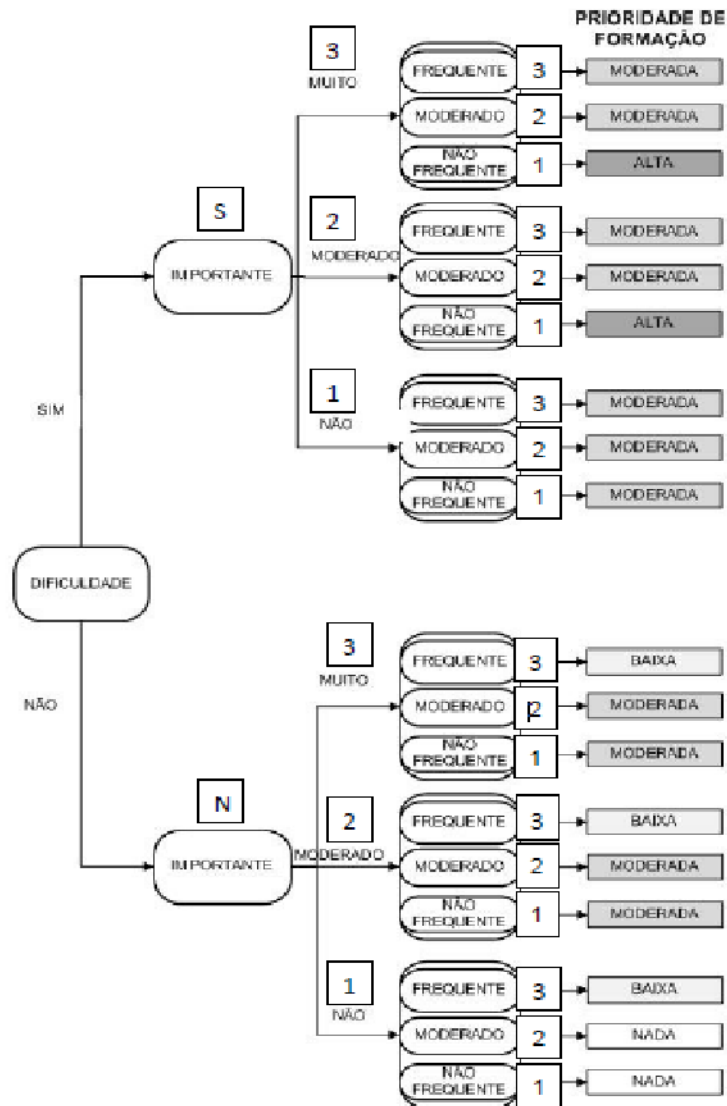 PRIORIDADE DE
FORMAÇÃO
3
MUITO
FREQUENTE 3 MODERADA
MODERADO 2 MODERADA
NÃO
FREQUENTE 1 ALTA
S
IMPORTANTE
2
MODERADO
FREQUENTE 3 MODERADA
MODERADO 2 MODERADA
NÃO
FREQUENTE 1 ALTA
SIM
1
NÃO
FREQUENTE 3 MODERADA
MODERADO 2 MODERADA
NÃO
FREQUENTE 1 MODERADA
DIFICULDADE
NÃO
3
MUITO
FREQUENTE 3 BAIXA
MODERADO 2 MODERADA
NÃO
FREQUENTE 1 MODERADA
N
IMPORTANTE
2
MODERADO
FREQUENTE 3 BAIXA
MODERADO 2 MODERADA
NÃO
FREQUENTE 1 MODERADA
1
NÃO
FREQUENTE 3 BAIXA
MODERADO 2 NADA
NÃO
FREQUENTE 1 NADA